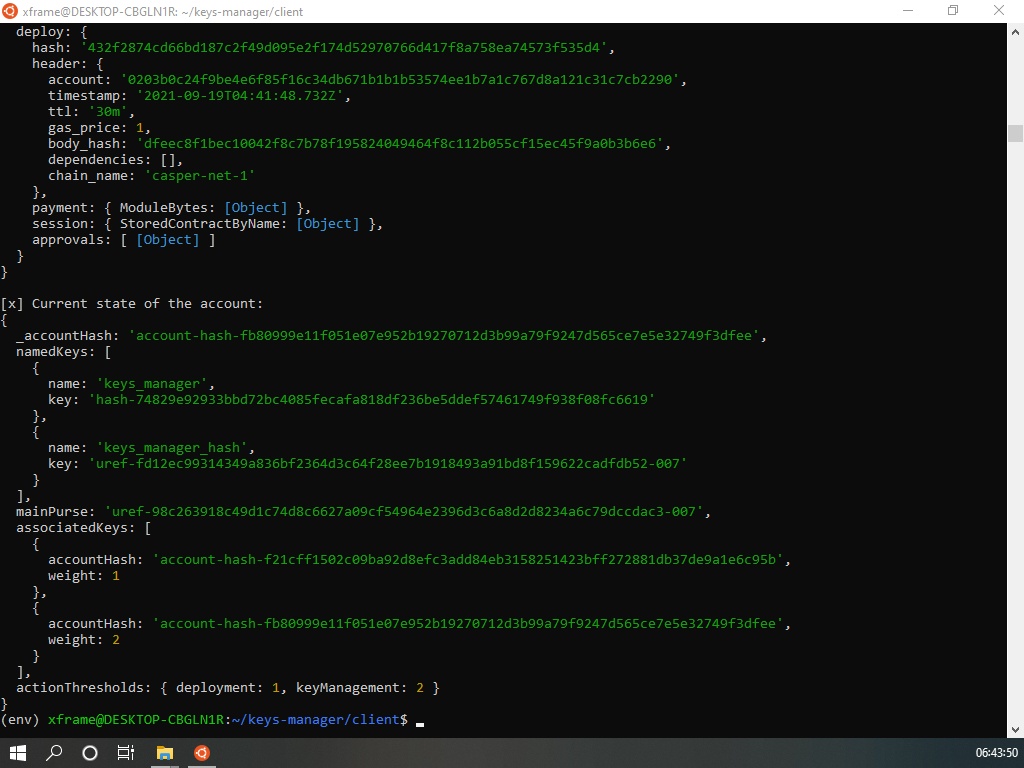 xframe@DESKTOP-CBGLN1R: ~/keys-manager/client
  deploy: {
    hash: '432f2874cd66bd187c2f49d095e2f174d52970766d417f8a758ea74573f535d4',
    header: {
      account: '0203b0c24f9be4e6f85f16c34db671b1b1b53574ee1b7a1c767d8a121c31c7cb2290',
      timestamp: '2021-09-19T04:41:48.732Z',
      ttl: '30m',
      gas_price: 1,
      body_hash: 'dfeec8f1bec10042f8c7b78f195824049464f8c112b055cf15ec45f9a0b3b6e6',
      dependencies: [],
      chain_name: 'casper-net-1'
    },
    payment: { ModuleBytes: [Object] },
    session: { StoredContractByName: [Object] },
    approvals: [ [Object] ]
  }
}

[x] Current state of the account:
{
  _accountHash: 'account-hash-fb80999e11f051e07e952b19270712d3b99a79f9247d565ce7e5e32749f3dfee',
  namedKeys: [
    {
      name: 'keys_manager',
      key: 'hash-74829e92933bbd72bc4085fecafa818df236be5ddef57461749f938f08fc6619'
    },
    {
      name: 'keys_manager_hash',
      key: 'uref-fd12ec99314349a836bf2364d3c64f28ee7b1918493a91bd8f159622cadfdb52-007'
    }
  ],
  mainPurse: 'uref-98c263918c49d1c74d8c6627a09cf54964e2396d3c6a8d2d8234a6c79dccdac3-007',
  associatedKeys: [
    {
      accountHash: 'account-hash-f21cff1502c09ba92d8efc3add84eb3158251423bff272881db37de9a1e6c95b',
      weight: 1
    },
    {
      accountHash: 'account-hash-fb80999e11f051e07e952b19270712d3b99a79f9247d565ce7e5e32749f3dfee',
      weight: 2
    }
  ],
  actionThresholds: { deployment: 1, keyManagement: 2 }
}
(env) xframe@DESKTOP-CBGLN1R:~/keys-manager/client$
06:43:50